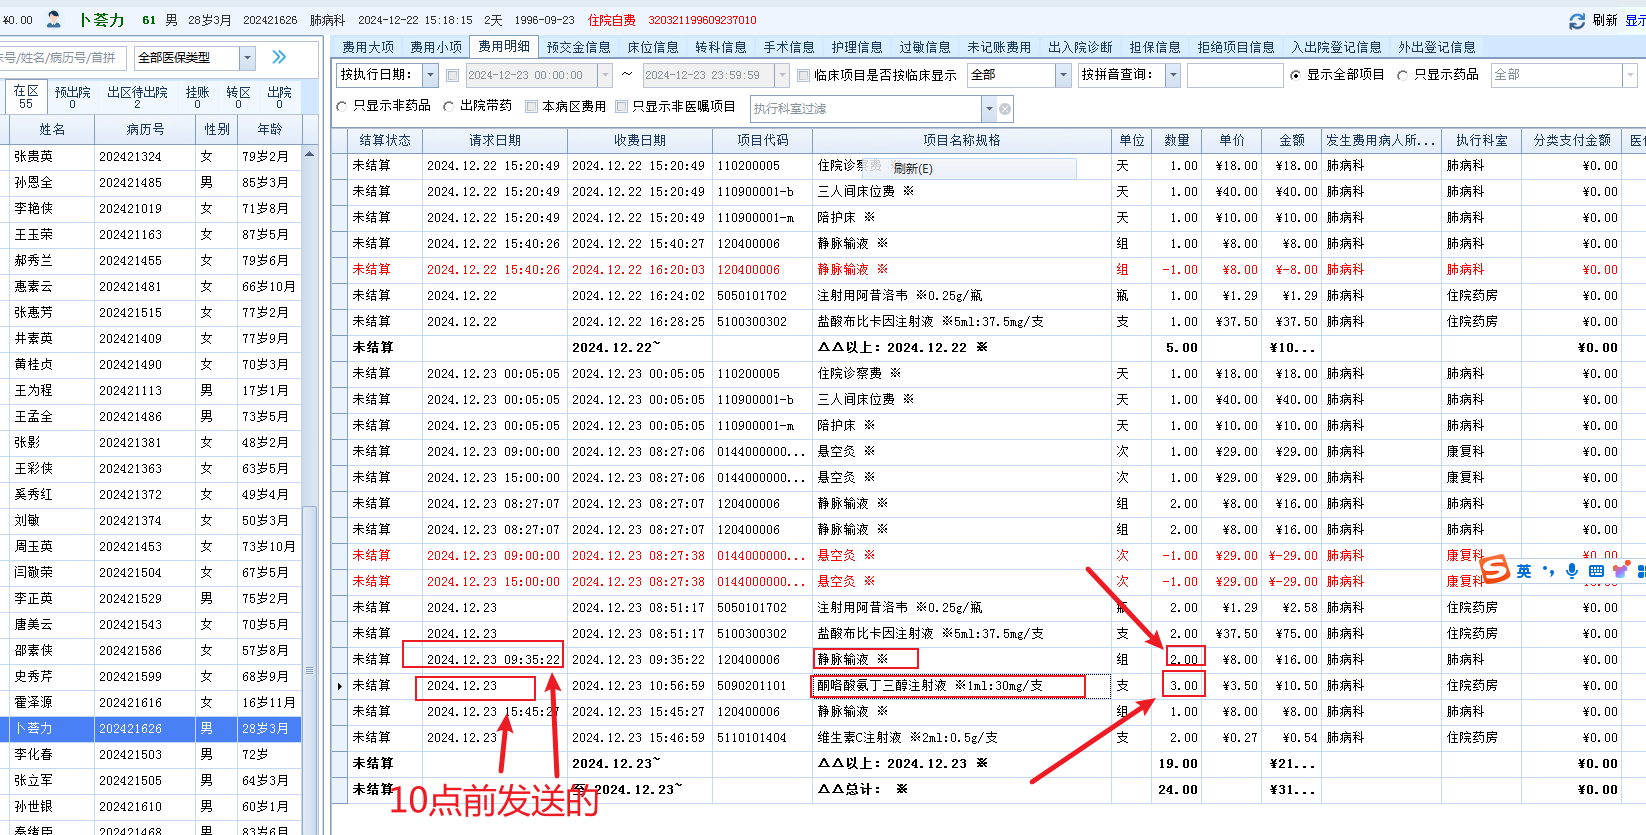 ¥0.00 卜荟力 61 男 28岁3月 202421626 肺病科 2024-12-22 15:18:15 2天 1996-09-23 住院自费 320321199609237010 刷新
号/姓名/病历号/首拼 全部医保类型
费用大项 费用小项 费用明细 预交金信息 床位信息 转科信息 手术信息 护理信息 过敏信息 未记账费用 出入院诊断 担保信息 拒绝项目信息 入出院登记信息 外出登记信息
按执行日期: 2024-12-23 00:00:00 ~ 2024-12-23 23:59:59 临床项目是否按临床显示 全部 按拼音查询: 显示全部项目 只显示药品 全部
只显示非药品 出院带药 本病区费用 只显示非医嘱项目 执行科室过滤
在区 55 预出院 0 出区待出院 2 挂账 0 转区 0 出院 0
姓名 病历号 性别 年龄
张贵英 202421324 女 79岁2月
孙恩全 202421485 男 85岁3月
李艳侠 202421019 女 71岁8月
王玉荣 202421163 女 87岁5月
郝秀兰 202421455 女 79岁6月
惠素云 202421481 女 66岁10月
张惠芳 202421515 女 77岁2月
井素英 202421409 女 77岁9月
黄桂贞 202421490 女 70岁3月
王为程 202421113 男 17岁1月
王孟全 202421486 男 73岁5月
张影 202421381 女 48岁2月
王彩侠 202421363 女 63岁5月
奚秀红 202421372 女 49岁4月
刘敏 202421374 女 50岁3月
周玉英 202421453 女 73岁10月
闫敬荣 202421504 女 67岁5月
李正英 202421529 男 75岁2月
唐美云 202421543 女 70岁5月
邵素侠 202421586 女 57岁8月
史秀芹 202421599 女 68岁9月
霍泽源 202421616 女 16岁11月
卜荟力 202421626 男 28岁3月
李化春 202421503 男 72岁
张立军 202421505 男 64岁3月
孙世银 202421610 男 60岁1月
秦绪臣 202421468 男 83岁6月
结算状态 请求日期 收费日期 项目代码 项目名称规格 单位 数量 单价 金额 发生费用病人所... 执行科室 分类支付金额
未结算 2024.12.22 15:20:49 2024.12.22 15:20:49 110200005 住院诊察费 天 1.00 ¥18.00 ¥18.00 肺病科 肺病科 ¥0.00
刷新(E)
未结算 2024.12.22 15:20:49 2024.12.22 15:20:49 110900001-b 三人间床位费 ※ 天 1.00 ¥40.00 ¥40.00 肺病科 肺病科 ¥0.00
未结算 2024.12.22 15:20:49 2024.12.22 15:20:49 110900001-m 陪护床 ※ 天 1.00 ¥10.00 ¥10.00 肺病科 肺病科 ¥0.00
未结算 2024.12.22 15:40:26 2024.12.22 15:40:27 120400006 静脉输液 ※ 组 1.00 ¥8.00 ¥8.00 肺病科 肺病科 ¥0.00
未结算 2024.12.22 15:40:26 2024.12.22 16:20:03 120400006 静脉输液 ※ 组 -1.00 ¥8.00 ¥-8.00 肺病科 肺病科 ¥0.00
未结算 2024.12.22 2024.12.22 16:24:02 5050101702 注射用阿昔洛韦 ※0.25g/瓶 瓶 1.00 ¥1.29 ¥1.29 肺病科 住院药房 ¥0.00
未结算 2024.12.22 2024.12.22 16:28:25 5100300302 盐酸布比卡因注射液 ※5ml:37.5mg/支 支 1.00 ¥37.50 ¥37.50 肺病科 住院药房 ¥0.00
未结算 2024.12.22~ △△以上: 2024.12.22 ※ 5.00 ¥10... ¥0.00
未结算 2024.12.23 00:05:05 2024.12.23 00:05:05 110200005 住院诊察费 ※ 天 1.00 ¥18.00 ¥18.00 肺病科 肺病科 ¥0.00
未结算 2024.12.23 00:05:05 2024.12.23 00:05:05 110900001-b 三人间床位费 ※ 天 1.00 ¥40.00 ¥40.00 肺病科 肺病科 ¥0.00
未结算 2024.12.23 00:05:05 2024.12.23 00:05:05 110900001-m 陪护床 ※ 天 1.00 ¥10.00 ¥10.00 肺病科 肺病科 ¥0.00
未结算 2024.12.23 09:00:00 2024.12.23 08:27:06 0144000000... 悬空灸 ※ 次 1.00 ¥29.00 ¥29.00 肺病科 康复科 ¥0.00
未结算 2024.12.23 15:00:00 2024.12.23 08:27:06 0144000000... 悬空灸 ※ 次 1.00 ¥29.00 ¥29.00 肺病科 康复科 ¥0.00
未结算 2024.12.23 08:27:07 2024.12.23 08:27:07 120400006 静脉输液 ※ 组 2.00 ¥8.00 ¥16.00 肺病科 肺病科 ¥0.00
未结算 2024.12.23 08:27:07 2024.12.23 08:27:07 120400006 静脉输液 ※ 组 2.00 ¥8.00 ¥16.00 肺病科 肺病科 ¥0.00
未结算 2024.12.23 09:00:00 2024.12.23 08:27:38 0144000000... 悬空灸 ※ 次 -1.00 ¥29.00 ¥-29.00 肺病科 康复科 ¥0.00
未结算 2024.12.23 15:00:00 2024.12.23 08:27:38 0144000000... 悬空灸 ※ 次 -1.00 ¥29.00 ¥-29.00 肺病科 康复科
英
未结算 2024.12.23 2024.12.23 08:51:17 5050101702 注射用阿昔洛韦 ※0.25g/瓶 瓶 2.00 ¥1.29 ¥2.58 肺病科 住院药房 ¥0.00
未结算 2024.12.23 2024.12.23 08:51:17 5100300302 盐酸布比卡因注射液 ※5ml:37.5mg/支 支 2.00 ¥37.50 ¥75.00 肺病科 住院药房 ¥0.00
未结算 2024.12.23 09:35:22 2024.12.23 09:35:22 120400006 静脉输液 ※ 组 2.00 ¥8.00 ¥16.00 肺病科 肺病科 ¥0.00
未结算 2024.12.23 2024.12.23 10:56:59 5090201101 酮咯酸氨丁三醇注射液 ※1ml:30mg/支 支 3.00 ¥3.50 ¥10.50 肺病科 住院药房 ¥0.00
未结算 2024.12.23 15:45:27 2024.12.23 15:45:27 120400006 静脉输液 ※ 组 1.00 ¥8.00 ¥8.00 肺病科 肺病科 ¥0.00
未结算 2024.12.23 2024.12.23 15:46:59 5110101404 维生素C注射液 ※2ml:0.5g/支 支 2.00 ¥0.27 ¥0.54 肺病科 住院药房 ¥0.00
未结算 2024.12.23~ △△以上: 2024.12.23 ※ 19.00 ¥21... ¥0.00
未结算 至 2024.12.23~ △△总计: ※ 24.00 ¥31... ¥0.00
10点前发送的